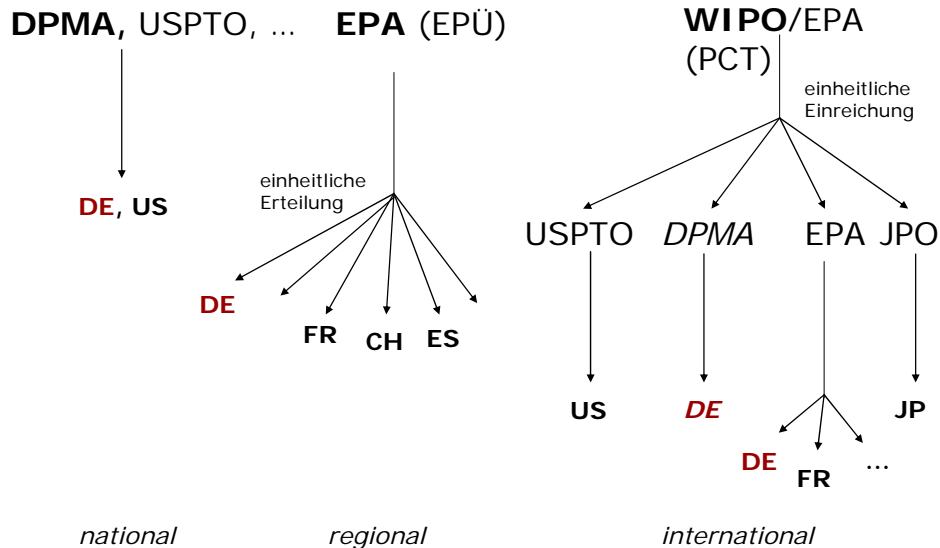 DPMA, USPTO, ...
DE, US
national
EPA (EPÜ)
einheitliche
Erteilung
DE
FR
CH
ES
regional
WIPO/EPA
(PCT)
einheitliche
Einreichung
USPTO
DPMA
EPA
JPO
US
DE
JP
DE
FR
...
international